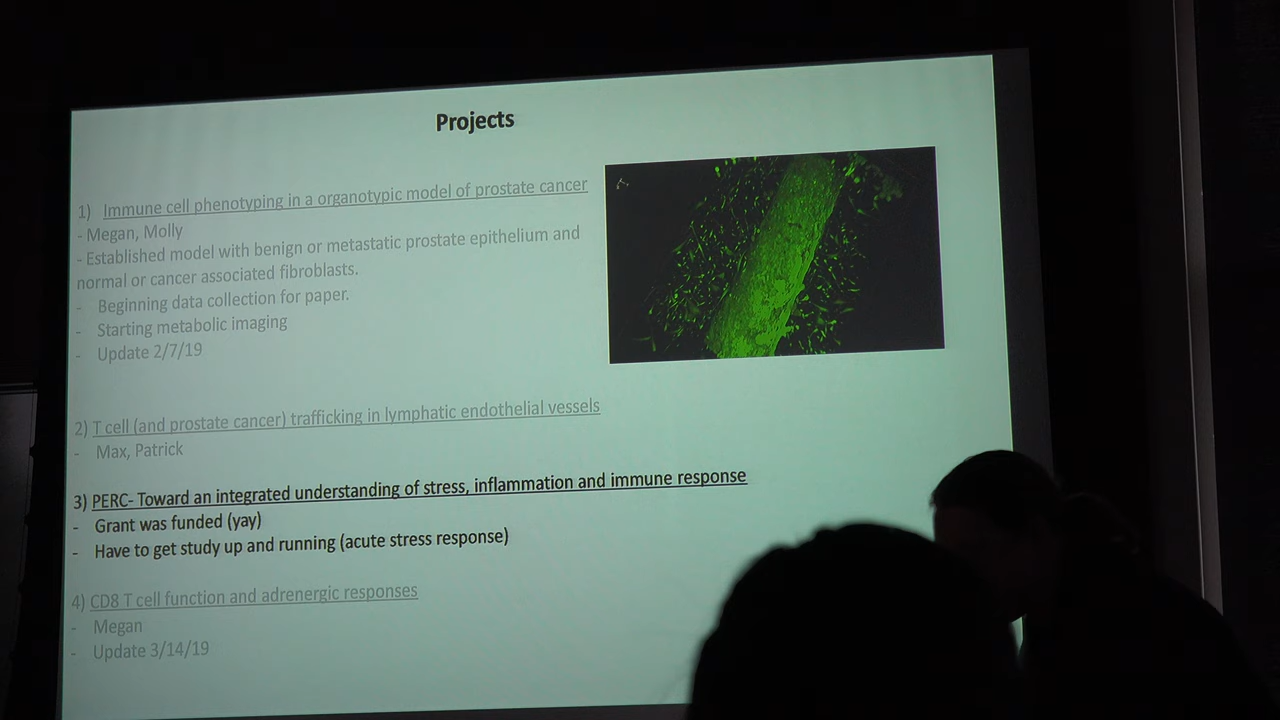 Projects
1) Immune cell phenotyping in a organotypic model of prostate cancer
- Megan, Molly
- Established model with benign or metastatic prostate epithelium and
normal or cancer associated fibroblasts.
- Beginning data collection for paper.
- Starting metabolic imaging
- Update 2/7/19
2) T cell (and prostate cancer) trafficking in lymphatic endothelial vessels
- Max, Patrick
3) PERC- Toward an integrated understanding of stress, inflammation and immune response
- Grant was funded (yay)
- Have to get study up and running (acute stress response)
4) CD8 T cell function and adrenergic responses
- Megan
- Update 3/14/19